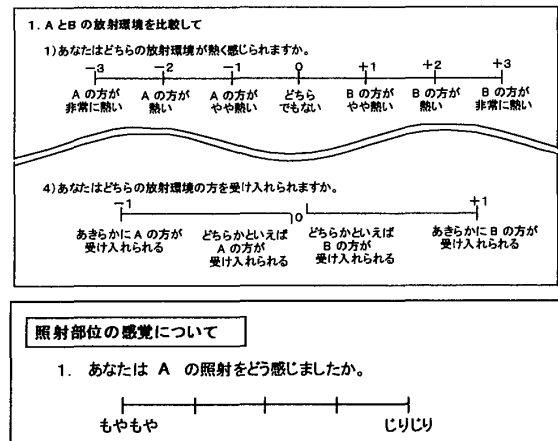 1. AとBの放射環境を比較して
1)あなたはどちらの放射環境が熱く感じられますか。
-3 -2 -1 0 +1 +2 +3
Aの方が Aの方が Aの方が どちら Bの方が Bの方が Bの方が
非常に熱い 熱い やや熱い でもない やや熱い 熱い 非常に熱い
4)あなたはどちらの放射環境の方を受け入れられますか。
-1 0 +1
あきらかにAの方が どちらかといえば どちらかといえば あきらかにBの方が
受け入れられる Aの方が Bの方が 受け入れられる
受け入れられる 受け入れられる
照射部位の感覚について
1. あなたは A の照射をどう感じましたか。
もやもや じりじり